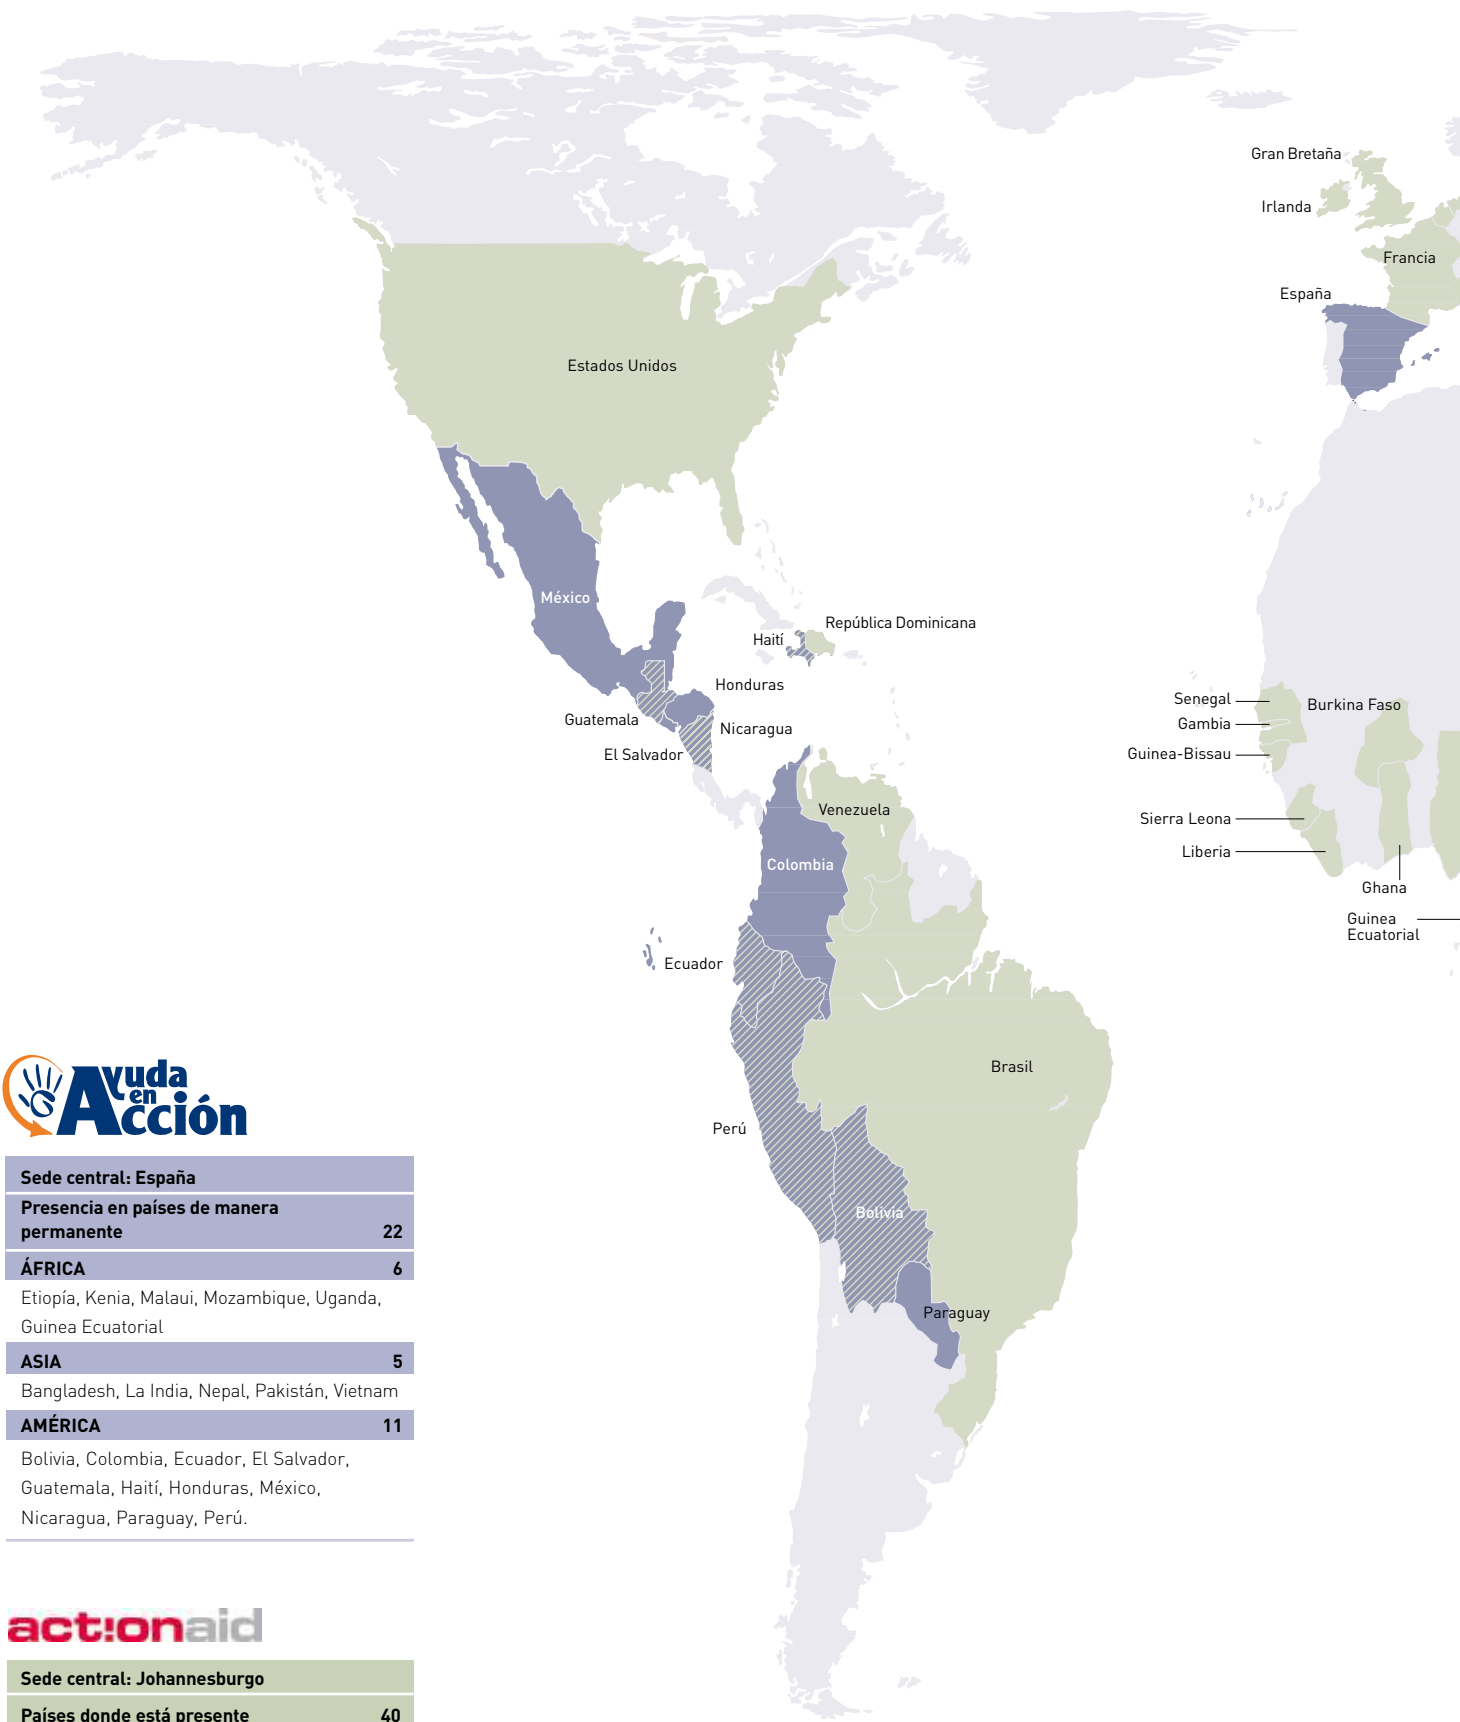 Gran Bretaña
Irlanda
Francia
España
Estados Unidos
México
República Dominicana
Haití
Honduras
Guatemala
Nicaragua
El Salvador
Senegal
Burkina Faso
Gambia
Guinea-Bissau
Venezuela
Sierra Leona
Liberia
Colombia
Ghana
Guinea
Ecuatorial
Ecuador
Brasil
Perú
Bolivia
Paraguay
Ayuda
en
Acción
Sede central: España
Presencia en países de manera
permanente 22
ÁFRICA 6
Etiopía, Kenia, Malaui, Mozambique, Uganda,
Guinea Ecuatorial
ASIA 5
Bangladesh, La India, Nepal, Pakistán, Vietnam
AMÉRICA 11
Bolivia, Colombia, Ecuador, El Salvador,
Guatemala, Haití, Honduras, México,
Nicaragua, Paraguay, Perú.
act!onaid
Sede central: Johannesburgo
Países donde está presente 40